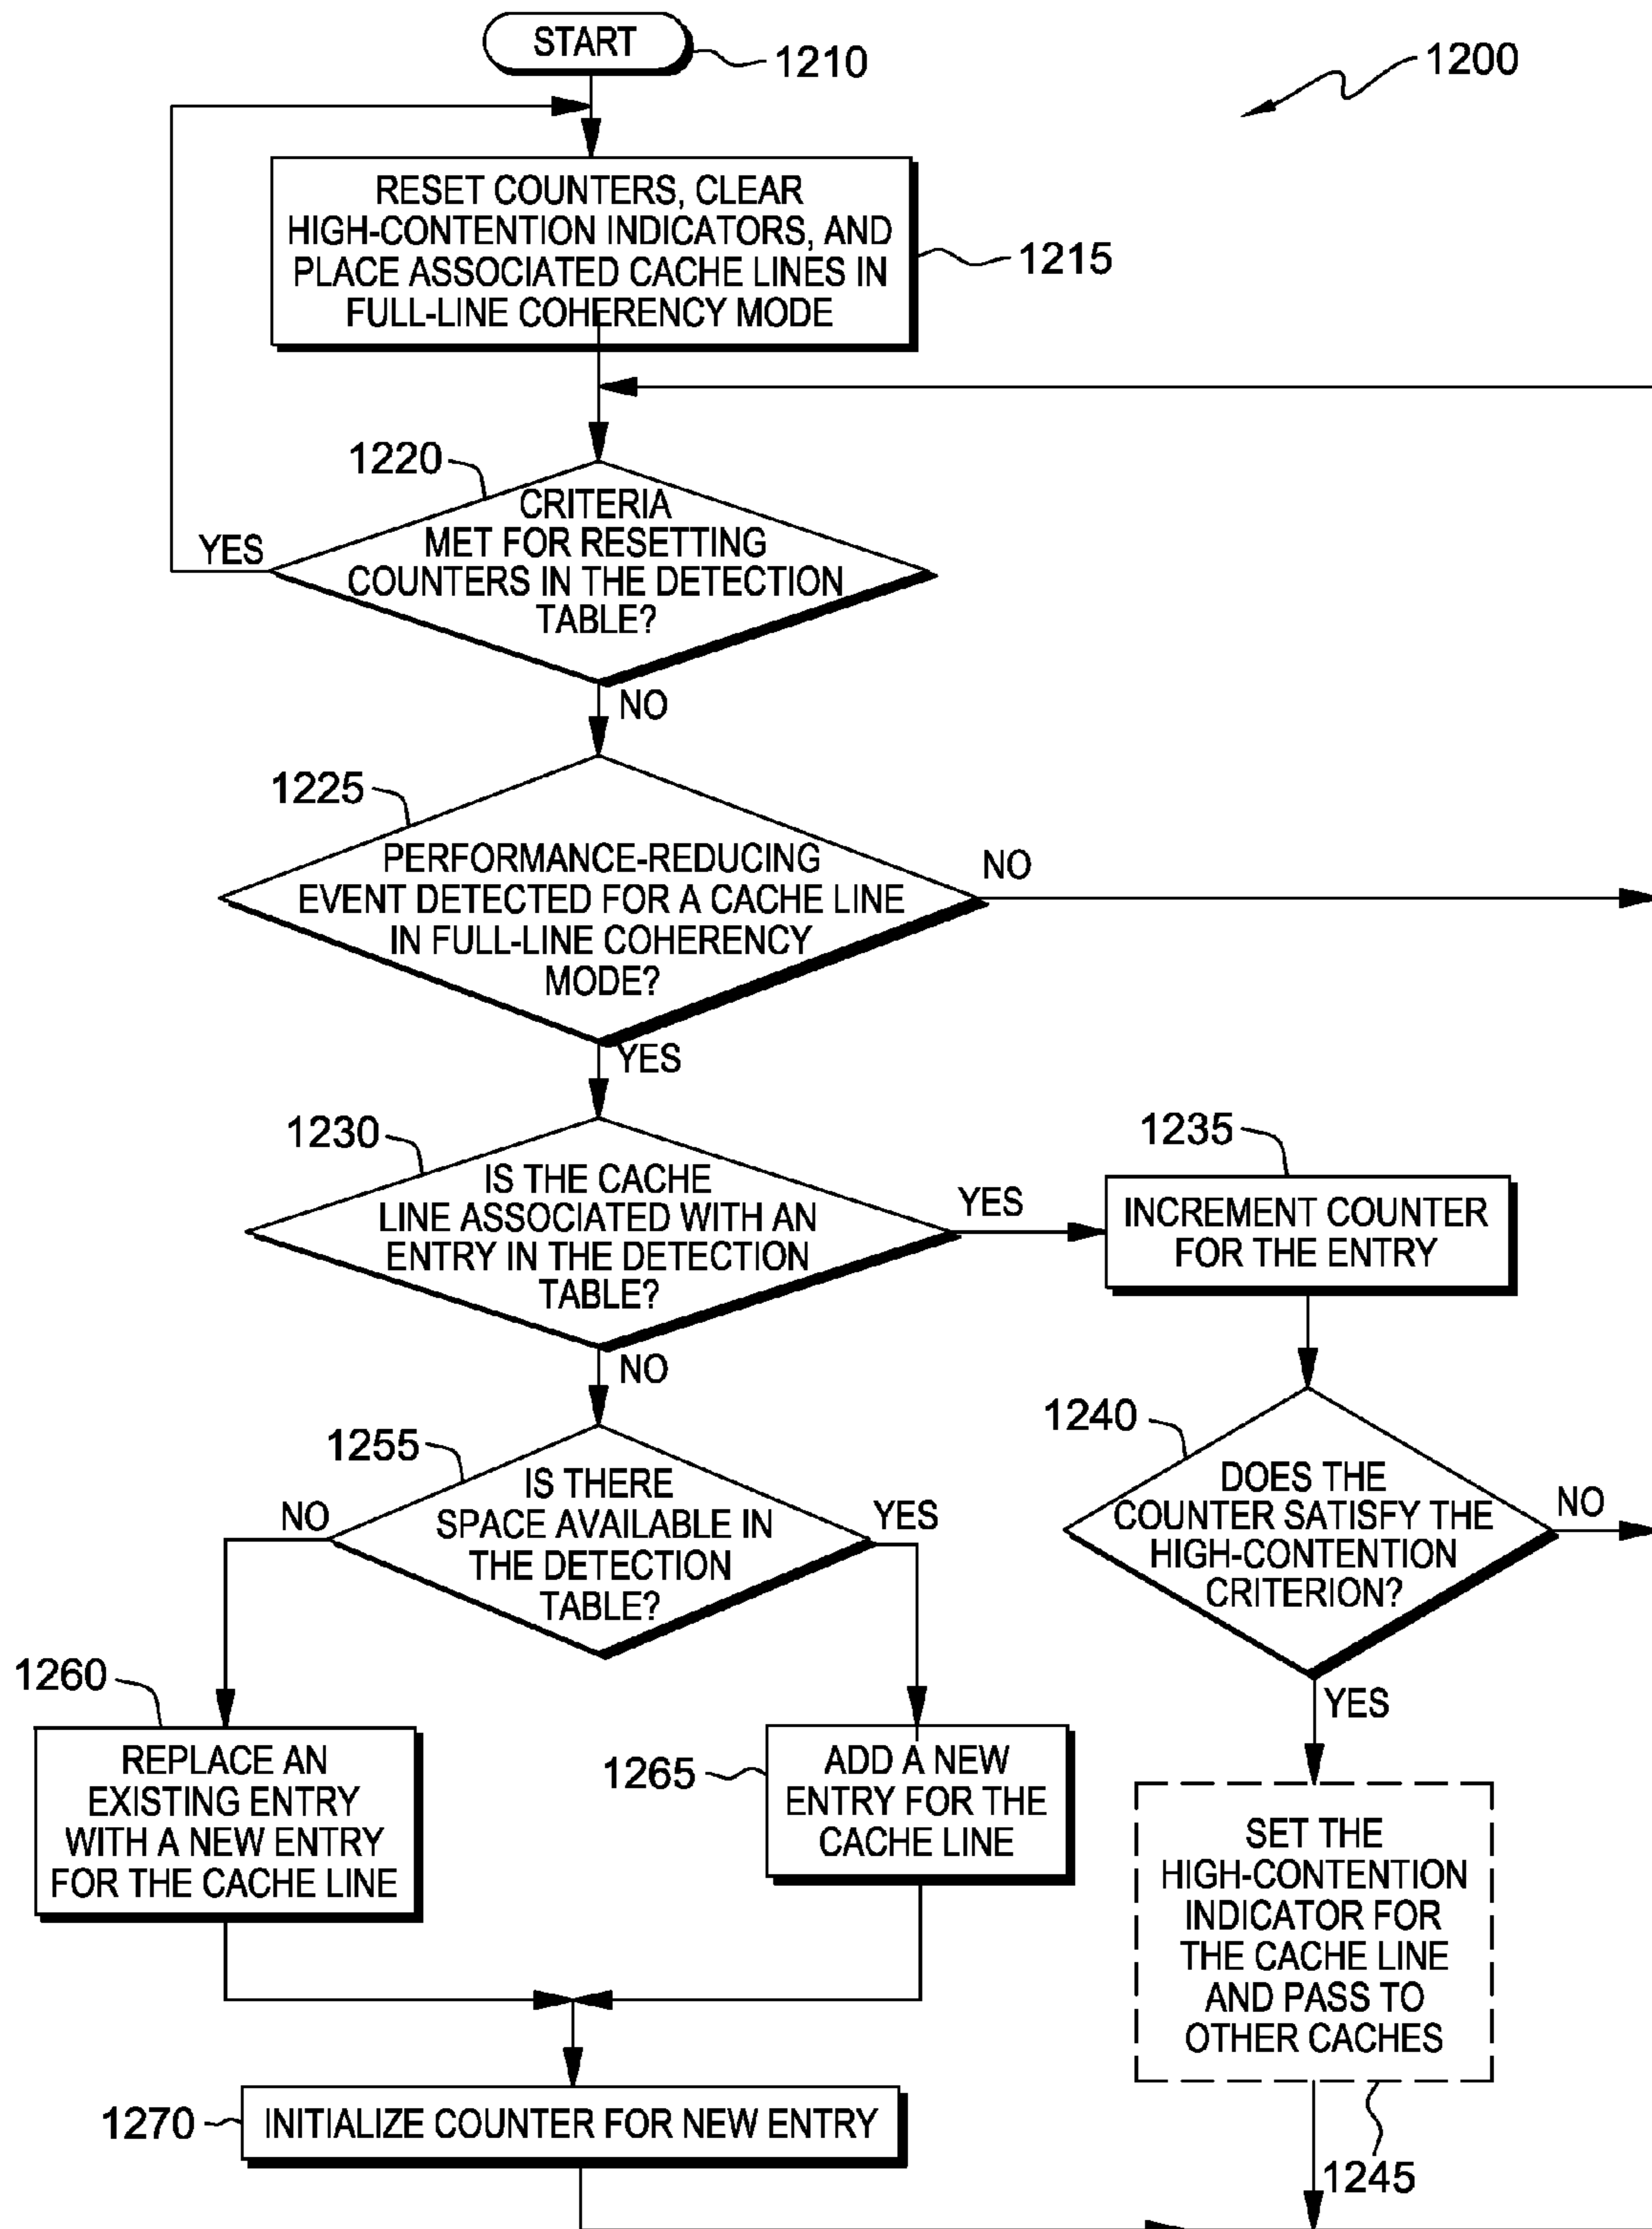 START
1210
1200
RESET COUNTERS, CLEAR
HIGH-CONTENTION INDICATORS, AND
PLACE ASSOCIATED CACHE LINES IN
FULL-LINE COHERENCY MODE
1215
1220
CRITERIA
MET FOR RESETTING
COUNTERS IN THE DETECTION
TABLE?
YES
NO
1225
PERFORMANCE-REDUCING
EVENT DETECTED FOR A CACHE LINE
IN FULL-LINE COHERENCY
MODE?
NO
YES
1230
IS THE CACHE
LINE ASSOCIATED WITH AN
ENTRY IN THE DETECTION
TABLE?
YES
NO
1235
INCREMENT COUNTER
FOR THE ENTRY
1240
DOES THE
COUNTER SATISFY THE
HIGH-CONTENTION
CRITERION?
NO
YES
1255
IS THERE
SPACE AVAILABLE IN
THE DETECTION
TABLE?
NO
YES
1260
REPLACE AN
EXISTING ENTRY
WITH A NEW ENTRY
FOR THE CACHE LINE
1265
ADD A NEW
ENTRY FOR THE
CACHE LINE
SET THE
HIGH-CONTENTION
INDICATOR FOR
THE CACHE LINE
AND PASS TO
OTHER CACHES
1245
1270
INITIALIZE COUNTER FOR NEW ENTRY